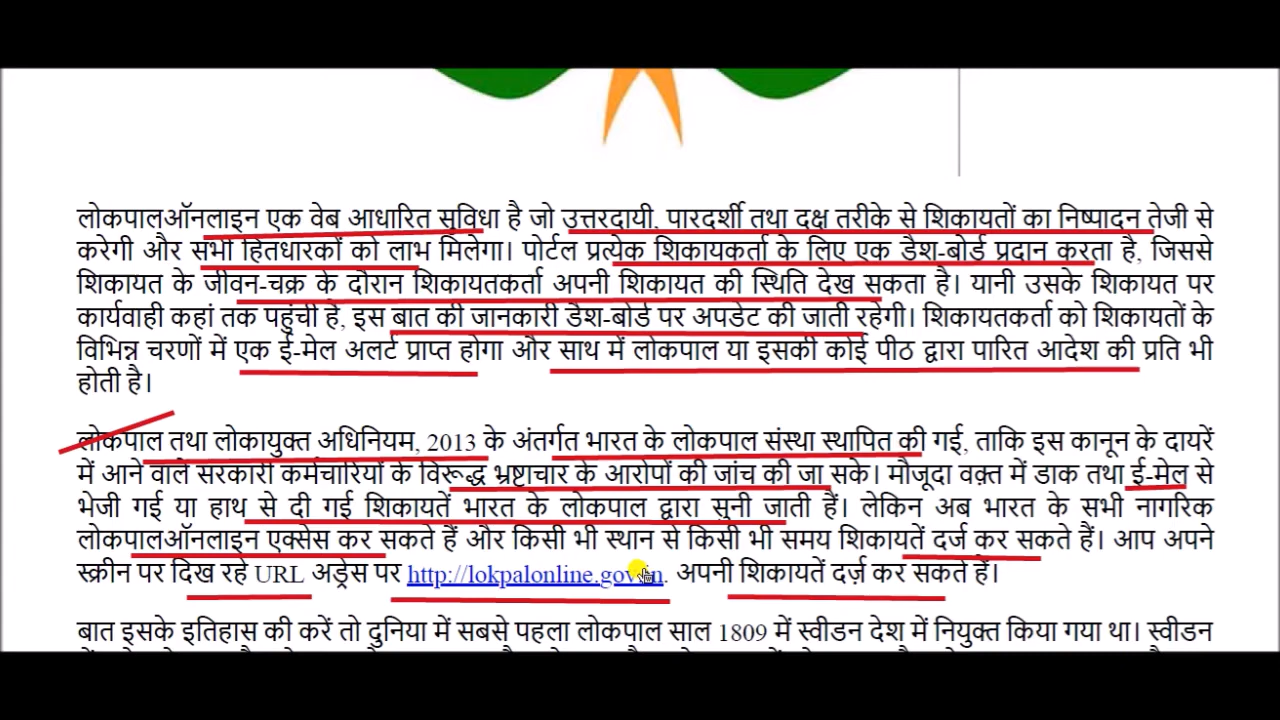 लोकपालऑनलाइन एक वेब आधारित सुविधा है जो उत्तरदायी, पारदर्शी तथा दक्ष तरीके से शिकायतों का निष्पादन तेजी से
करेगी और सभी हितधारकों को लाभ मिलेगा। पोर्टल प्रत्येक शिकायकर्ता के लिए एक डैश-बोर्ड प्रदान करता है, जिससे
शिकायत के जीवन-चक्र के दौरान शिकायतकर्ता अपनी शिकायत की स्थिति देख सकता है। यानी उसके शिकायत पर
कार्यवाही कहां तक पहुंची है, इस बात की जानकारी डैश-बोर्ड पर अपडेट की जाती रहेगी। शिकायतकर्ता को शिकायतों के
विभिन्न चरणों में एक ई-मेल अलर्ट प्राप्त होगा और साथ में लोकपाल या इसकी कोई पीठ द्वारा पारित आदेश की प्रति भी
होती है।
लोकपाल तथा लोकायुक्त अधिनियम, 2013 के अंतर्गत भारत के लोकपाल संस्था स्थापित की गई, ताकि इस कानून के दायरें
में आने वाले सरकारी कर्मचारियों के विरूद्ध भ्रष्टाचार के आरोपों की जांच की जा सके। मौजूदा वक़्त में डाक तथा ई-मेल से
भेजी गई या हाथ से दी गई शिकायतें भारत के लोकपाल द्वारा सुनी जाती हैं। लेकिन अब भारत के सभी नागरिक
लोकपालऑनलाइन एक्सेस कर सकते हैं और किसी भी स्थान से किसी भी समय शिकायतें दर्ज कर सकते हैं। आप अपने
स्क्रीन पर दिख रहे URL अड्रेस पर http://lokpalonline.gov.in. अपनी शिकायतें दर्ज़ कर सकते हैं।
बात इसके इतिहास की करें तो दुनिया में सबसे पहला लोकपाल साल 1809 में स्वीडन देश में नियुक्त किया गया था। स्वीडन